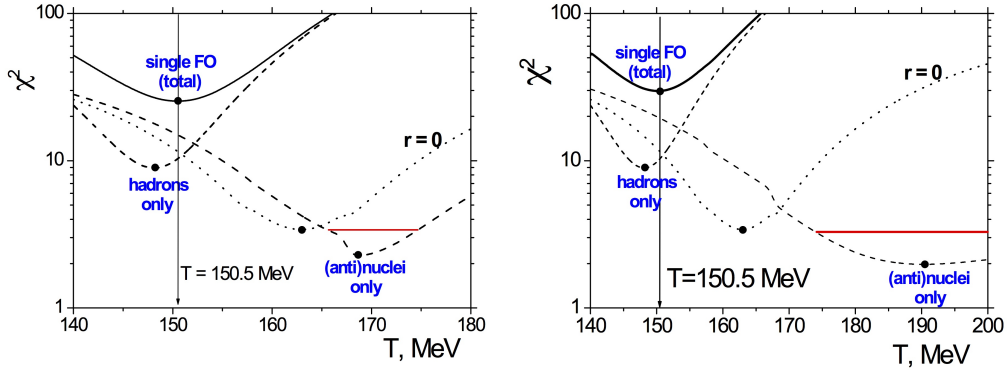 100
10
1
χ²
single FO
(total)
r = 0
hadrons
only
(anti)nuclei
only
T = 150.5 MeV
140 150 160 170 180
T, MeV
100
10
1
χ²
single FO
(total)
r = 0
hadrons
only
T=150.5 MeV
(anti)nuclei
only
140 150 160 170 180 190 200
T, MeV